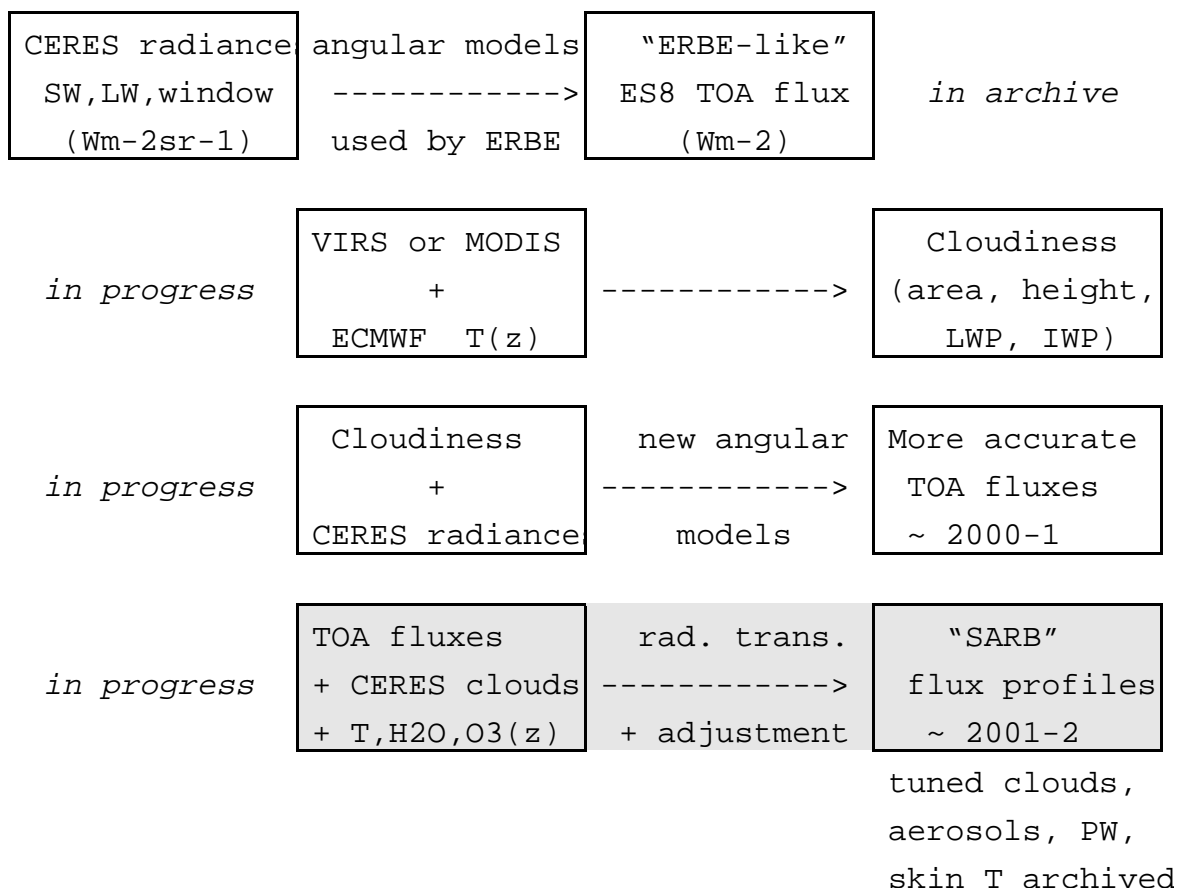 CERES radiance angular models "ERBE-like"
SW,LW,window ------------> ES8 TOA flux in archive
(Wm-2sr-1) used by ERBE (Wm-2)
VIRS or MODIS Cloudiness
in progress + ------------> (area, height,
ECMWF T(z) LWP, IWP)
Cloudiness new angular More accurate
in progress + ------------> TOA fluxes
CERES radiances models ~ 2000-1
TOA fluxes rad. trans. "SARB"
in progress + CERES clouds ------------> flux profiles
+ T,H2O,O3(z) + adjustment ~ 2001-2
tuned clouds,
aerosols, PW,
skin T archived